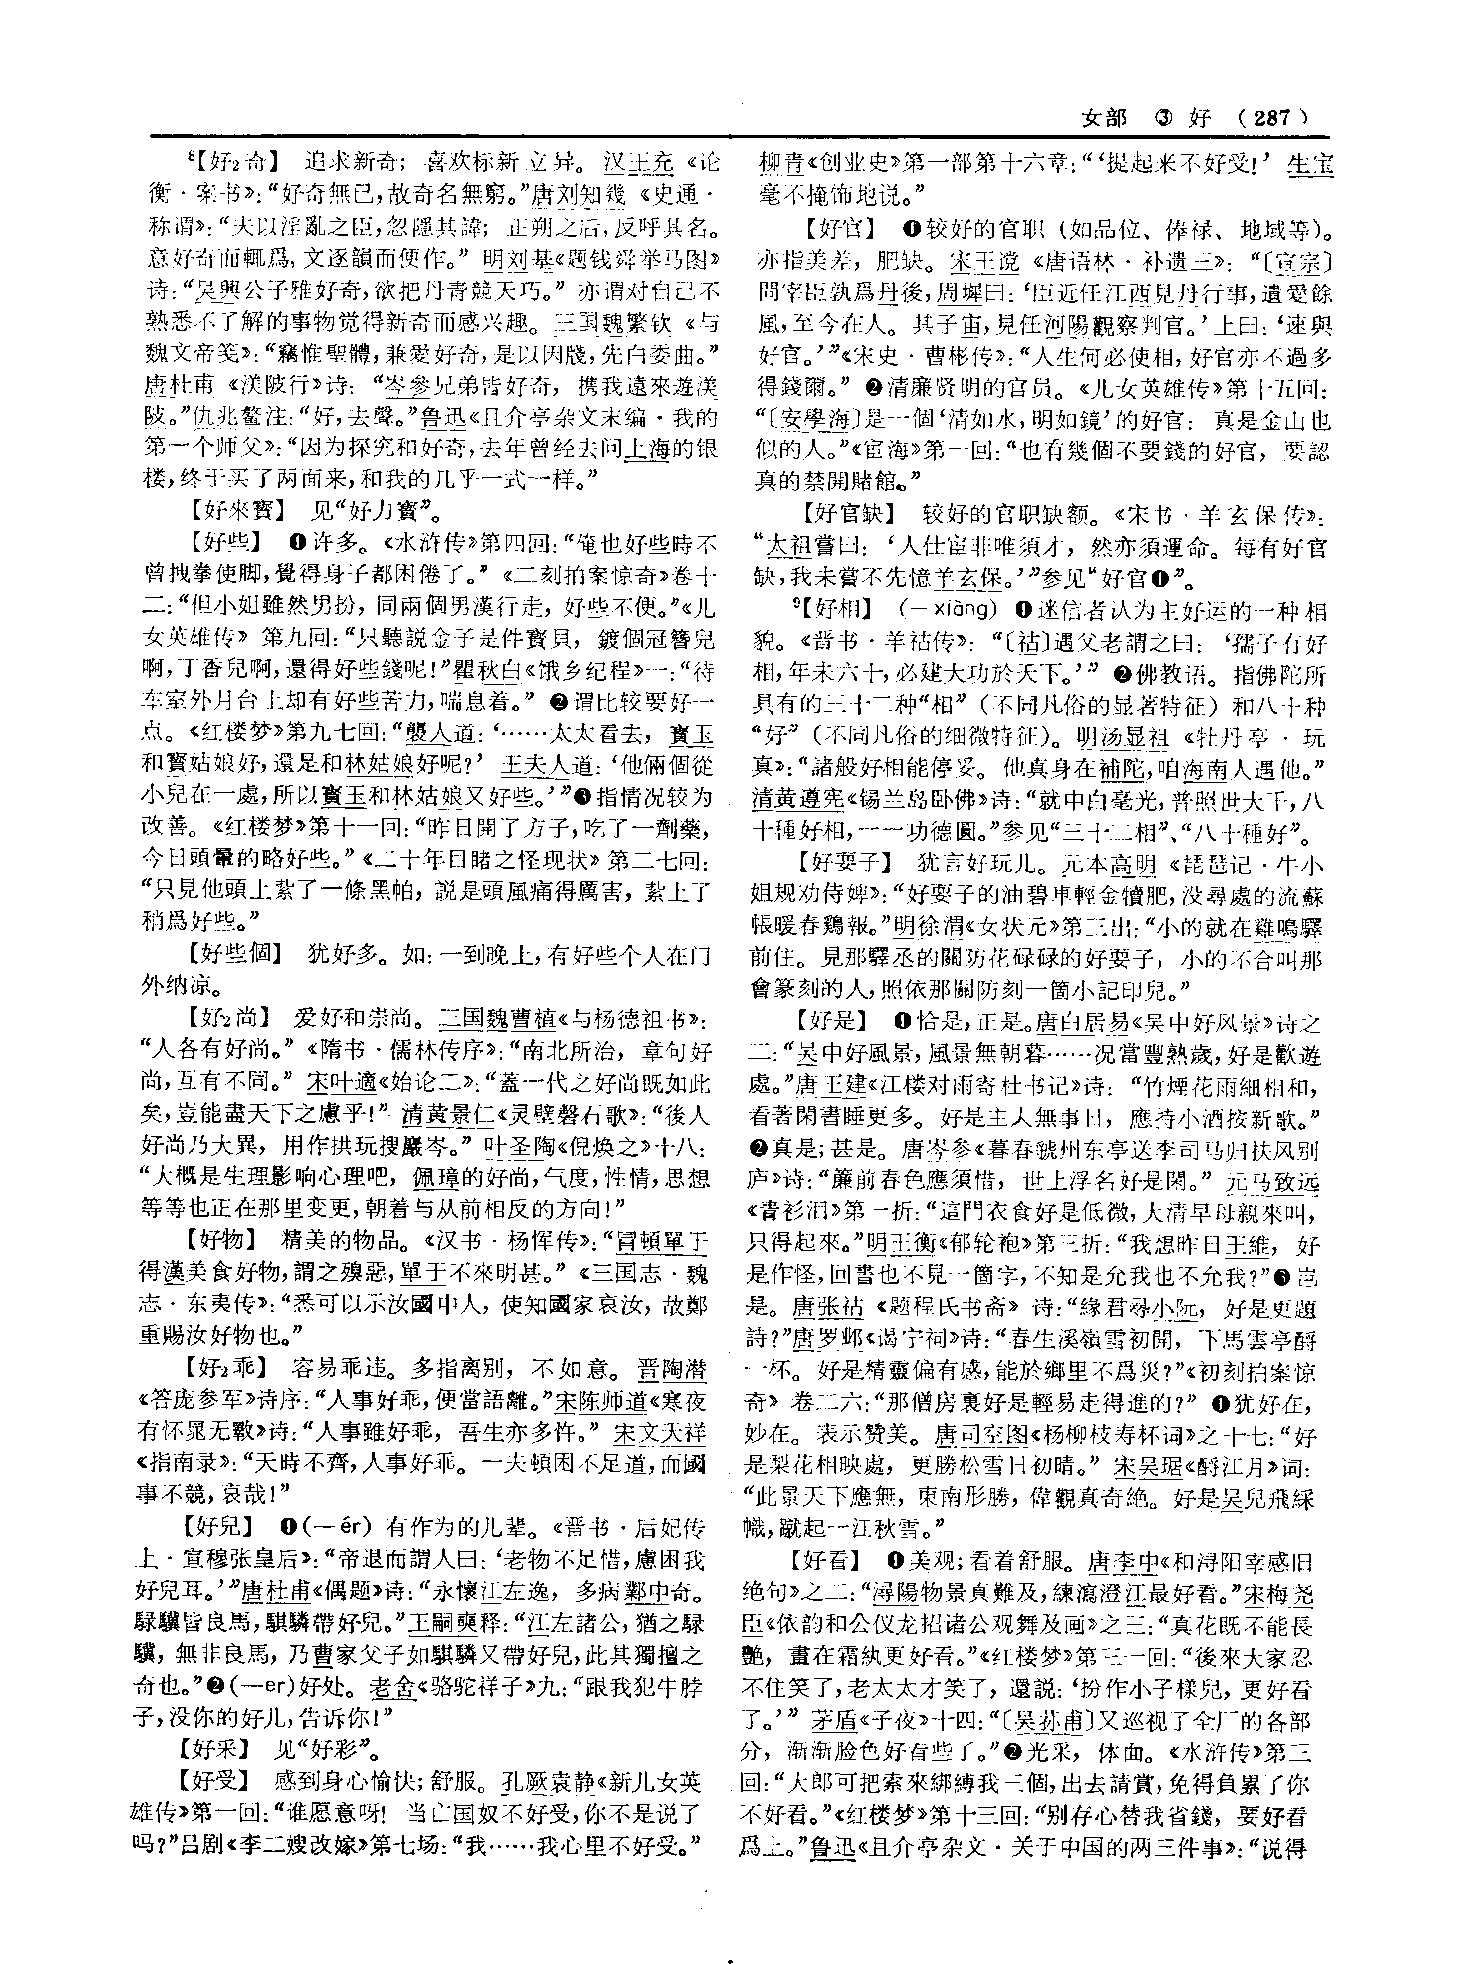 女部 ③ 好 (287)
⁸【好₂奇】 追求新奇；喜欢标新立异。汉王充《论
衡·案书》：“好奇無已，故奇名無窮。”唐刘知幾《史通·
称谓》：“夫以淫亂之臣，忽隱其諱；正朔之后，反呼其名。
意好奇而輒爲，文逐韻而便作。”明刘基《题钱舜举马图》
诗：“吴興公子雅好奇，欲把丹青競天巧。”亦谓对自己不
熟悉不了解的事物觉得新奇而感兴趣。三国魏繁钦《与
魏文帝笺》：“竊惟聖體，兼愛好奇，是以因牋，先白委曲。”
唐杜甫《渼陂行》诗：“岑參兄弟皆好奇，携我遠來遊渼
陂。”仇兆鳌注：“好，去聲。”鲁迅《且介亭杂文末编·我的
第一个师父》：“因为探究和好奇，去年曾经去问上海的银
楼，终于买了两面来，和我的几乎一式一样。”
【好來寳】 见“好力寳”。
【好些】 ❶许多。《水浒传》第四回：“俺也好些時不
曾拽拳使脚，覺得身子都困倦了。”《二刻拍案惊奇》卷十
二：“但小姐雖然男扮，同兩個男漢行走，好些不便。”《儿
女英雄传》第九回：“只聽説金子是件寳貝，鍍個冠簪兒
啊，丁香兒啊，還得好些錢呢！”瞿秋白《饿乡纪程》一：“待
车室外月台上却有好些苦力，喘息着。” ❷谓比较要好一
点。《红楼梦》第九七回：“襲人道：‘……太太看去，寳玉
和寳姑娘好，還是和林姑娘好呢？’王夫人道：‘他倆個從
小兒在一處，所以寳玉和林姑娘又好些。’”❸指情况较为
改善。《红楼梦》第十一回：“昨日開了方子，吃了一劑藥，
今日頭暈的略好些。”《二十年目睹之怪现状》第二七回：
“只見他頭上紮了一條黑帕，説是頭風痛得厲害，紮上了
稍爲好些。”
【好些個】 犹好多。如：一到晚上，有好些个人在门
外纳凉。
【好₂尚】 爱好和崇尚。三国魏曹植《与杨德祖书》：
“人各有好尚。”《隋书·儒林传序》：“南北所治，章句好
尚，互有不同。”宋叶適《始论二》：“蓋一代之好尚既如此
矣，豈能盡天下之慮乎！”清黄景仁《灵壁磬石歌》：“後人
好尚乃大異，用作拱玩搜巖岑。”叶圣陶《倪焕之》十八：
“大概是生理影响心理吧，佩璋的好尚，气度，性情，思想
等等也正在那里变更，朝着与从前相反的方向！”
【好物】 精美的物品。《汉书·杨恽传》：“冒頓單于
得漢美食好物，謂之殠惡，單于不來明甚。”《三国志·魏
志·东夷传》：“悉可以示汝國中人，使知國家哀汝，故鄭
重賜汝好物也。”
【好₂乖】 容易乖违。多指离别，不如意。晋陶潜
《答庞参军》诗序：“人事好乖，便當語離。”宋陈师道《寒夜
有怀晁无斁》诗：“人事雖好乖，吾生亦多忤。”宋文天祥
《指南录》：“天時不齊，人事好乖。一夫頓困不足道，而國
事不競，哀哉！”
【好兒】 ❶(—ér) 有作为的儿辈。《晋书·后妃传
上·宣穆张皇后》：“帝退而謂人曰：‘老物不足惜，慮困我
好兒耳。’”唐杜甫《偶题》诗：“永懷江左逸，多病鄴中奇。
騄驥皆良馬，騏驎帶好兒。”王嗣奭释：“江左諸公，猶之騄
驥，無非良馬，乃曹家父子如騏驎又帶好兒，此其獨擅之
奇也。”❷(—er)好处。老舍《骆驼祥子》九：“跟我犯牛脖
子，没你的好儿，告诉你！”
【好采】 见“好彩”。
【好受】 感到身心愉快；舒服。孔厥袁静《新儿女英
雄传》第一回：“谁愿意呀！当亡国奴不好受，你不是说了
吗？”吕剧《李二嫂改嫁》第七场：“我……我心里不好受。”
柳青《创业史》第一部第十六章：“‘提起来不好受！’生宝
毫不掩饰地说。”
【好官】 ❶较好的官职（如品位、俸禄、地域等）。
亦指美差，肥缺。宋王谠《唐语林·补遗三》：“〔宣宗〕
問宰臣孰爲丹後，周墀曰：‘臣近任江西見丹行事，遺愛餘
風，至今在人。其子宙，見任河陽觀察判官。’上曰：‘速與
好官。’”《宋史·曹彬传》：“人生何必使相，好官亦不過多
得錢爾。” ❷清廉贤明的官员。《儿女英雄传》第十五回：
“〔安學海〕是一個‘清如水，明如鏡’的好官；真是金山也
似的人。”《宦海》第一回：“也有幾個不要錢的好官，要認
真的禁開賭館。”
【好官缺】 较好的官职缺额。《宋书·羊玄保传》：
“太祖嘗曰：‘人仕宦非唯須才，然亦須運命。每有好官
缺，我未嘗不先憶羊玄保。’”参见“好官❶”。
⁹【好相】 (—xiàng) ❶迷信者认为主好运的一种相
貌。《晋书·羊祜传》：“〔祜〕遇父老謂之曰：‘孺子有好
相，年未六十，必建大功於天下。’” ❷佛教语。指佛陀所
具有的三十二种“相”（不同凡俗的显著特征）和八十种
“好”（不同凡俗的细微特征）。明汤显祖《牡丹亭·玩
真》：“諸般好相能停妥。他真身在補陀，咱海南人遇他。”
清黄遵宪《锡兰岛卧佛》诗：“就中白毫光，普照世大千，八
十種好相，一一功德圓。”参见“三十二相”、“八十種好”。
【好耍子】 犹言好玩儿。元本高明《琵琶记·牛小
姐规劝侍婢》：“好耍子的油碧車輕金犢肥，没尋處的流蘇
帳暖春鷄報。”明徐渭《女状元》第三出：“小的就在雞鳴驛
前住。見那驛丞的關防花碌碌的好耍子，小的不合叫那
會篆刻的人，照依那關防刻一箇小記印兒。”
【好是】 ❶恰是，正是。唐白居易《吴中好风景》诗之
二：“吴中好風景，風景無朝暮……况當豐熟歲，好是歡遊
處。”唐王建《江楼对雨寄杜书记》诗：“竹煙花雨細相和，
看著閑書睡更多。好是主人無事日，應持小酒按新歌。”
❷真是；甚是。唐岑参《暮春虢州东亭送李司马归扶风别
庐》诗：“簾前春色應須惜，世上浮名好是閑。”元马致远
《青衫泪》第一折：“這門衣食好是低微，大清早母親來叫，
只得起來。”明王衡《郁轮袍》第三折：“我想昨日王維，好
是作怪，回書也不見一箇字，不知是允我也不允我？”❸岂
是。唐张祜《题程氏书斋》诗：“緣君尋小阮，好是更題
詩？”唐罗邺《谒宁祠》诗：“春生溪嶺雪初開，下馬雲亭酹
一杯。好是精靈偏有感，能於鄉里不爲災？”《初刻拍案惊
奇》卷二六：“那僧房裏好是輕易走得進的？” ❹犹好在，
妙在。表示赞美。唐司空图《杨柳枝寿杯词》之十七：“好
是梨花相映處，更勝松雪日初晴。”宋吴琚《酹江月》词：
“此景天下應無，東南形勝，偉觀真奇絶。好是吴兒飛綵
幟，蹴起一江秋雪。”
【好看】 ❶美观；看着舒服。唐李中《和浔阳宰感旧
绝句》之二：“潯陽物景真難及，練瀉澄江最好看。”宋梅尧
臣《依韵和公仪龙招诸公观舞及画》之三：“真花既不能長
艷，畫在霜紈更好看。”《红楼梦》第三一回：“後來大家忍
不住笑了，老太太才笑了，還説：‘扮作小子樣兒，更好看
了。’”茅盾《子夜》十四：“〔吴荪甫〕又巡视了全厂的各部
分，渐渐脸色好看些了。”❷光采，体面。《水浒传》第二
回：“大郎可把索來綁縛我三個，出去請賞，免得負累了你
不好看。”《红楼梦》第十三回：“别存心替我省錢，要好看
爲上。”鲁迅《且介亭杂文·关于中国的两三件事》：“说得